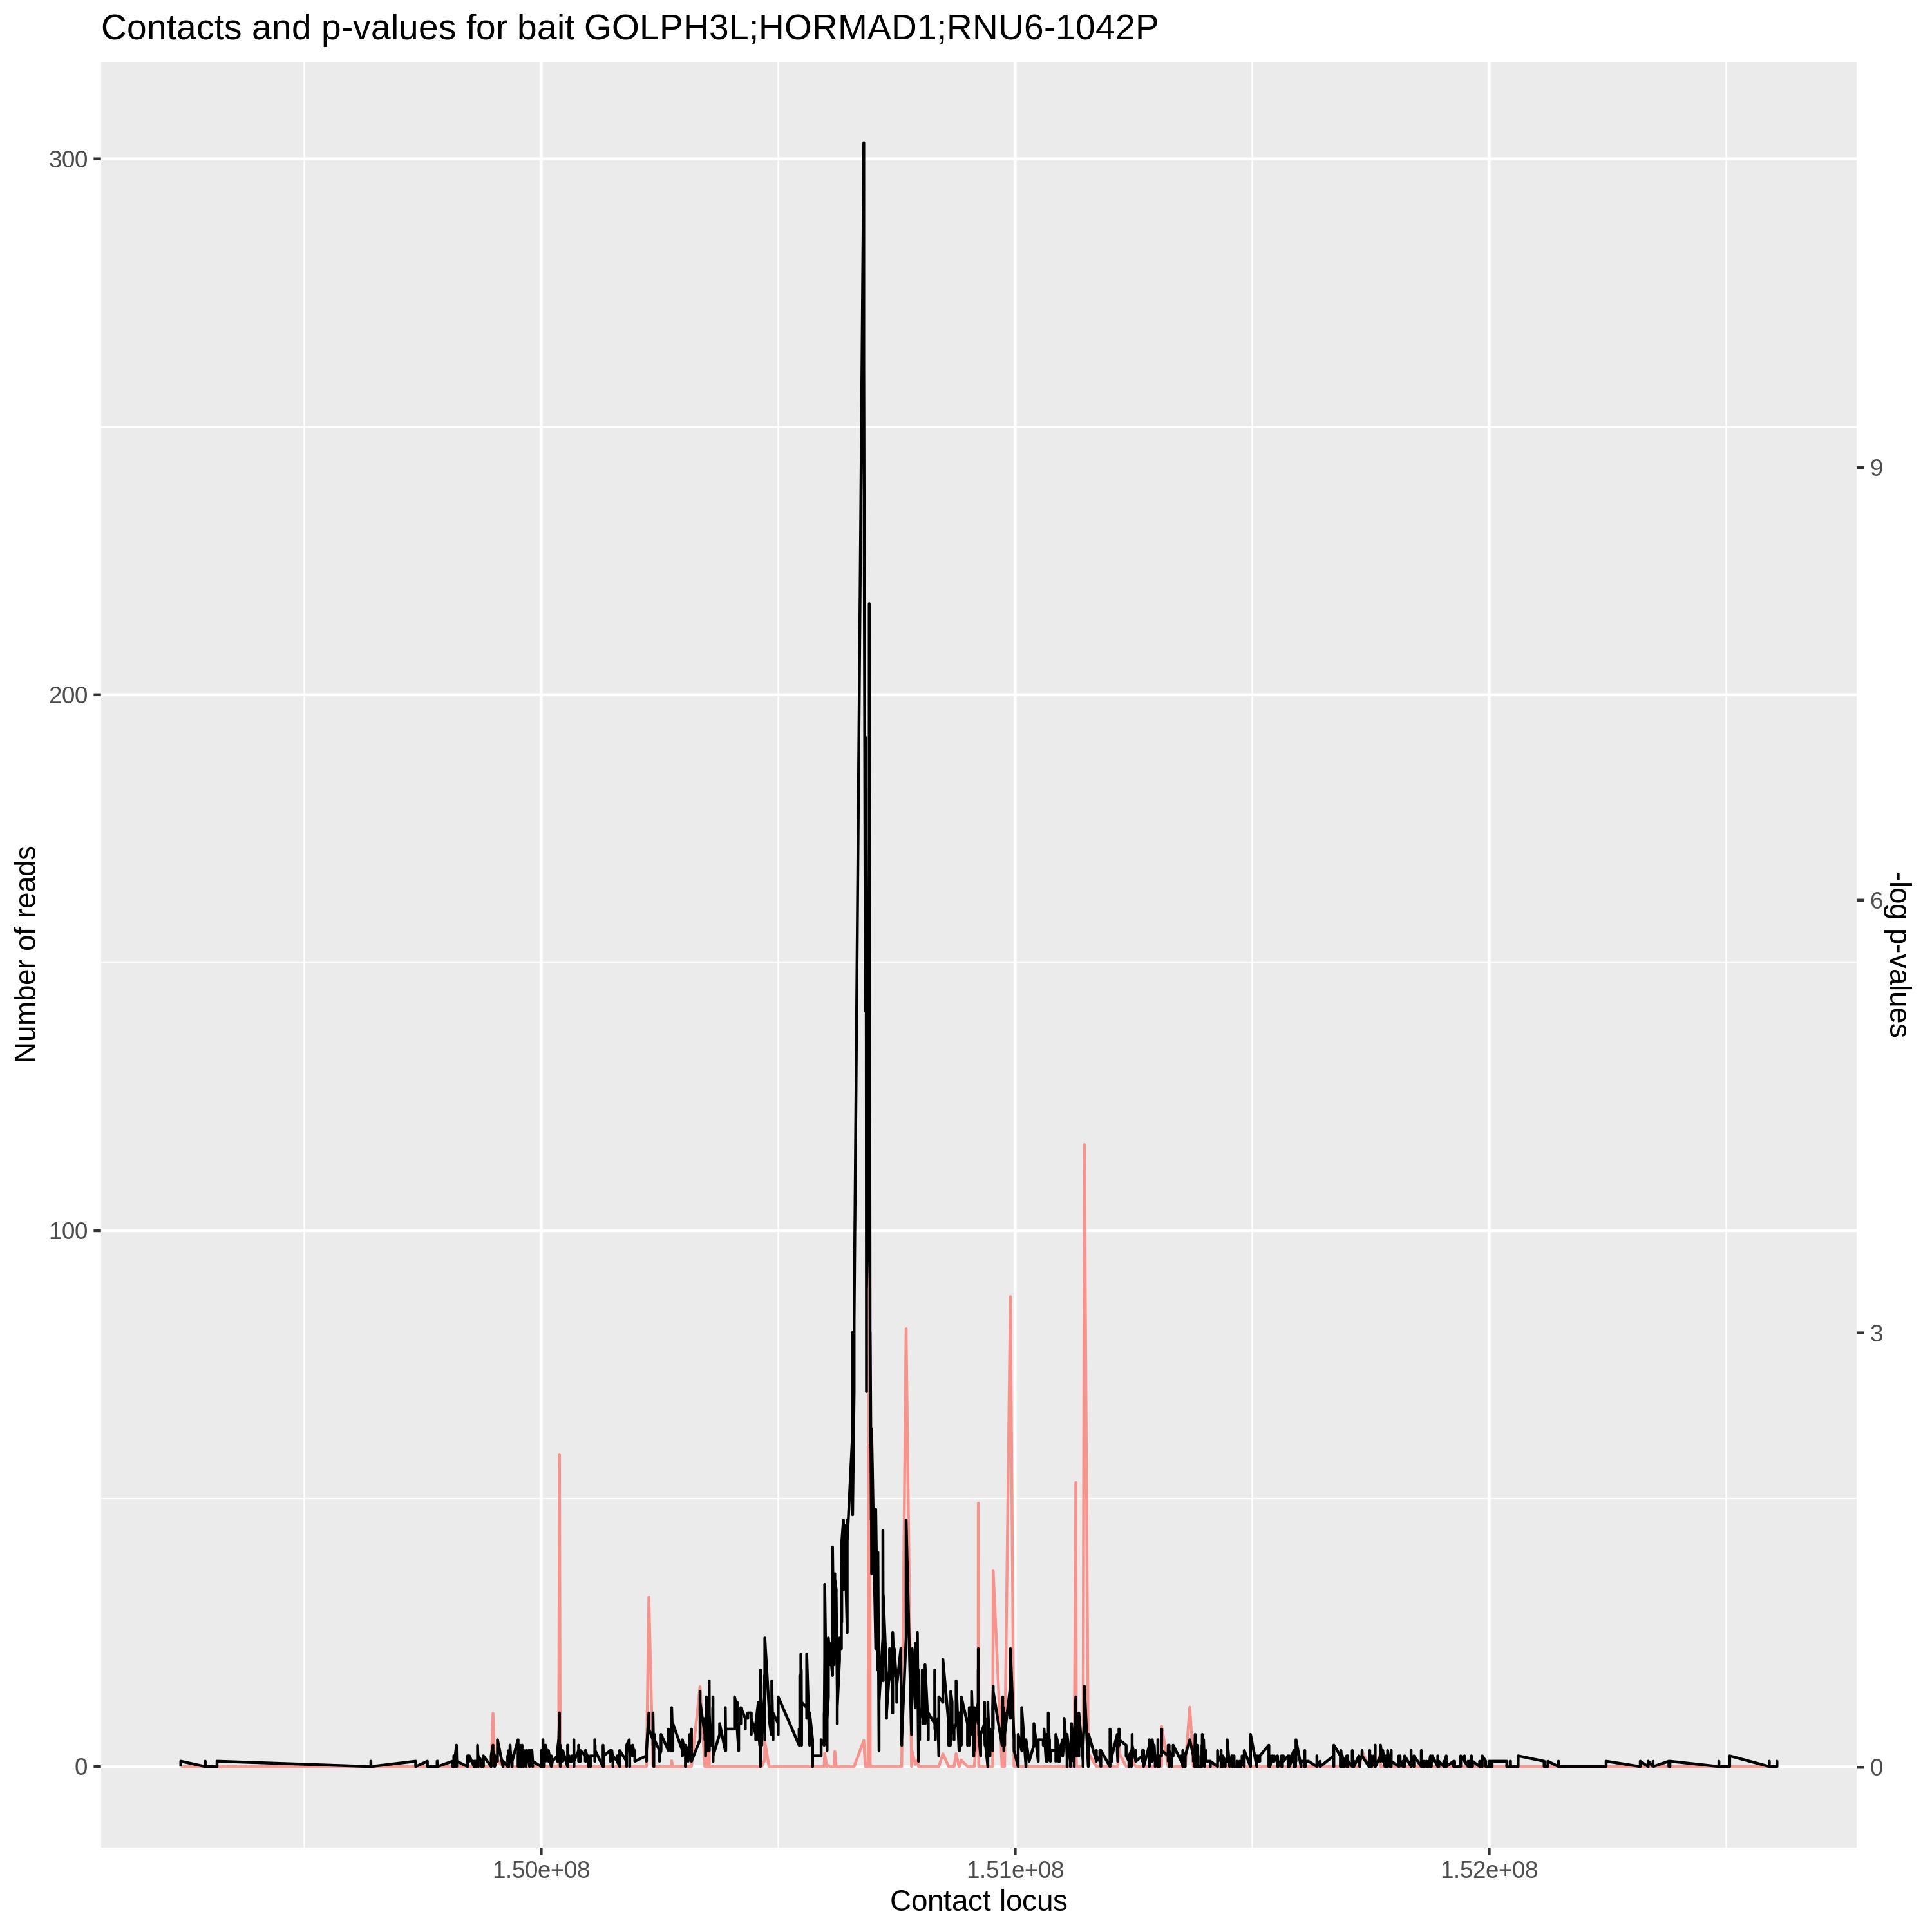 Contacts and p-values for bait GOLPH3L;HORMAD1;RNU6-1042P
300
200
100
0
Number of reads
9
6
3
0
-log p-values
1.50e+08
1.51e+08
1.52e+08
Contact locus